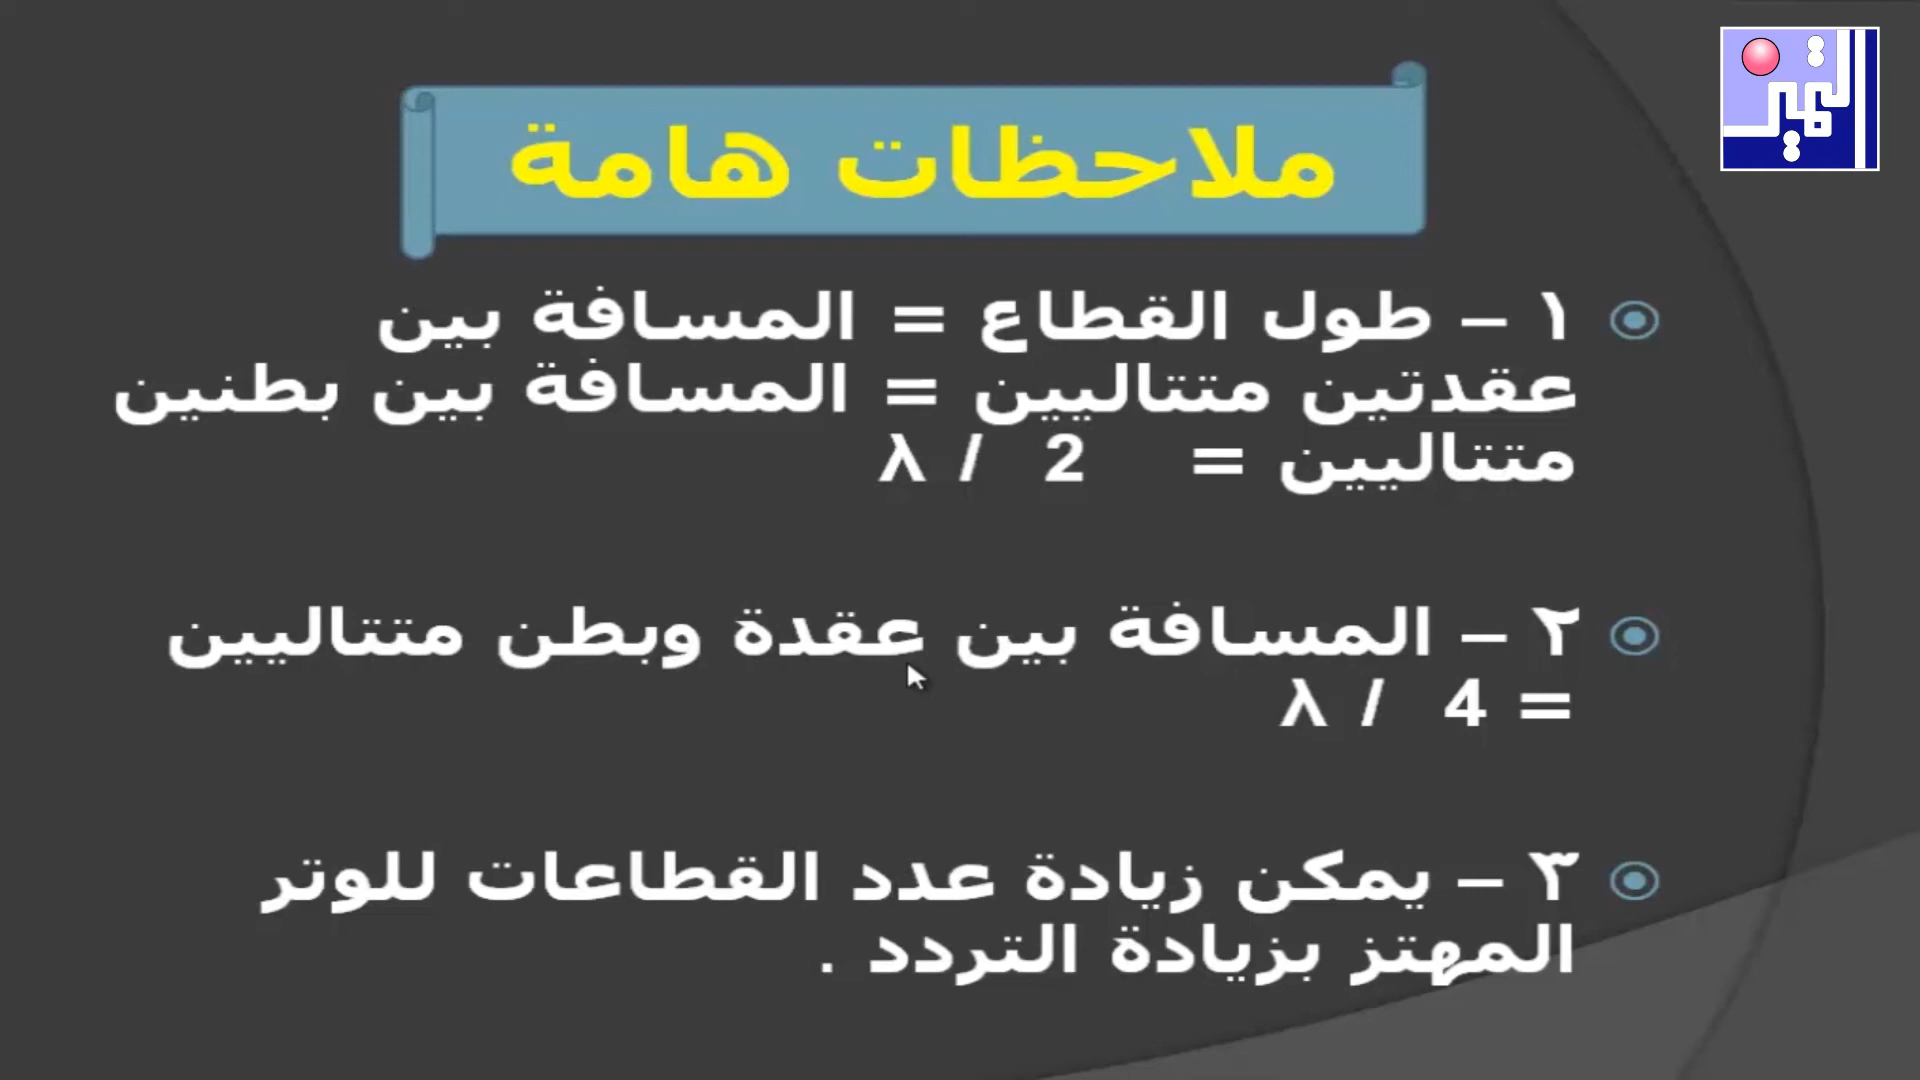 ملاحظات هامة
١ – طول القطاع = المسافة بين
عقدتين متتاليين = المسافة بين بطنين
متتاليين = λ / 2
٢ – المسافة بين عقدة وبطن متتاليين
= λ / 4
٣ – يمكن زيادة عدد القطاعات للوتر
المهتز بزيادة التردد .